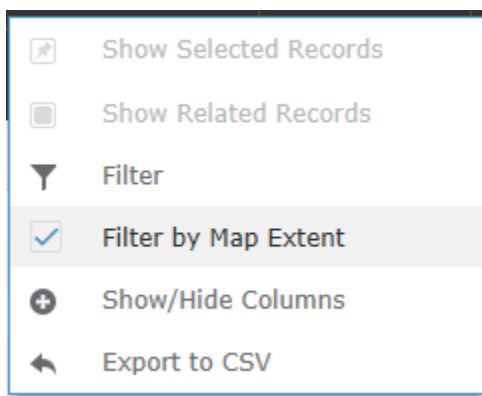 Show Selected Records
Show Related Records
Filter
Filter by Map Extent
Show/Hide Columns
Export to CSV